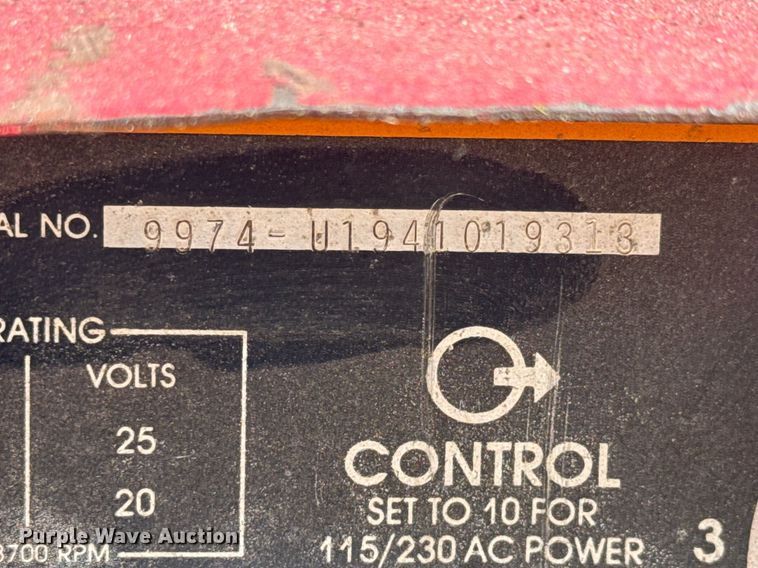 AL NO. 9974-U1941019313
RATING
VOLTS
25
20
3700 RPM
CONTROL
SET TO 10 FOR
115/230 AC POWER
3
Purple Wave Auction